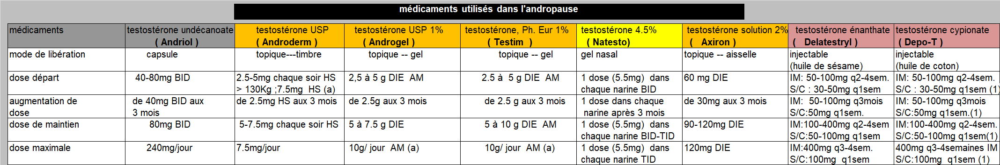 médicaments utilisés dans l'andropause
médicaments testostérone undécanoate testostérone USP testostérone USP 1% testostérone, Ph. Eur 1% testostérone 4.5% testostérone solution 2% testostérone énanthate testostérone cypionate
( Andriol ) ( Androderm ) ( Androgel ) ( Testim ) ( Natesto) ( Axiron ) ( Delatestryl ) ( Depo-T )
mode de libération capsule topique---timbre topique -- gel topique -- gel gel nasal topique -- aisselle injectable injectable
(huile de sésame) (huile de coton)
dose départ 40-80mg BID 2.5-5mg chaque soir HS 2,5 à 5 g DIE AM 2.5 à 5 g DIE AM 1 dose (5.5mg) dans 60 mg DIE IM: 50-100mg q2-4sem. IM: 50-100mg q2-4sem.
> 130Kg ;7.5mg HS (a) chaque narine BID S/C : 30-50mg q1sem S/C : 30-50mg q1sem (1)
augmentation de de 40mg BID aux de 2.5mg HS aux 3 mois de 2.5g aux 3 mois de 2.5 g aux 3 mois 1 dose dans chaque de 30mg aux 3 mois IM: 50-100mg q3mois IM: 50-100mg q3mois
dose 3 mois narine après 3 mois S/C:50mg q1sem. S/C:50mg q1sem.(1)
dose de maintien 80mg BID 5-7.5mg chaque soir HS 5 à 7.5 g DIE 5 à 10 g DIE AM 1 dose (5.5mg) dans 90-120mg DIE IM:100-400mg q2-4sem IM:100-400mg q2-4sem.
chaque narine BID-TID S/C:50-100mg q1sem S/C:50-100mg q1sem(1)
dose maximale 240mg/jour 7.5mg/jour 10g/ jour AM (a) 10g/ jour AM (a) 1 dose (5.5mg) dans 120mg DIE IM:400mg q3-4sem. 400mg q3-4semaines IM
chaque narine TID S/C:100mg q1sem S/C:100mg q1sem (1)